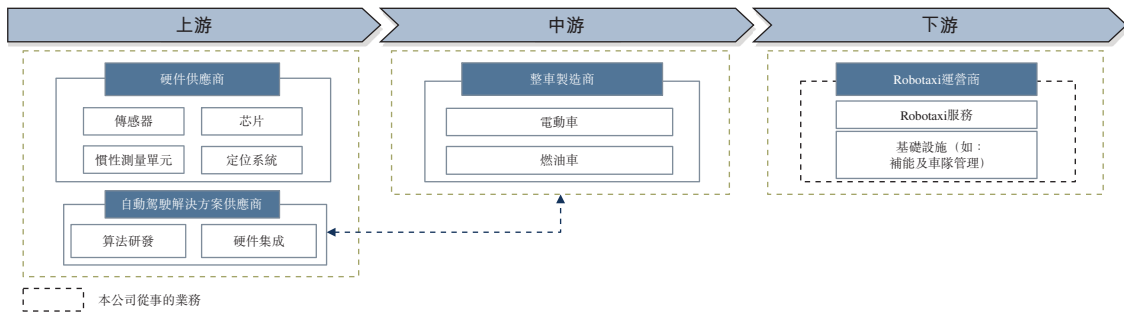 上游
中游
下游
硬件供應商
傳感器
芯片
慣性測量單元
定位系統
自動駕駛解決方案供應商
算法研發
硬件集成
整車製造商
電動車
燃油車
Robotaxi運營商
Robotaxi服務
基礎設施（如：
補能及車隊管理）
本公司從事的業務